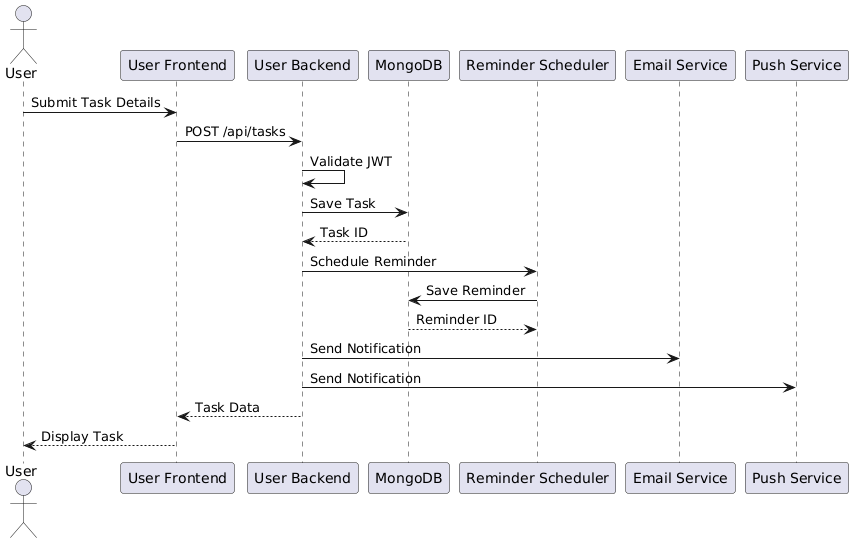 User
User Frontend
User Backend
MongoDB
Reminder Scheduler
Email Service
Push Service
Submit Task Details
POST /api/tasks
Validate JWT
Save Task
Task ID
Schedule Reminder
Save Reminder
Reminder ID
Send Notification
Send Notification
Task Data
Display Task
User
User Frontend
User Backend
MongoDB
Reminder Scheduler
Email Service
Push Service